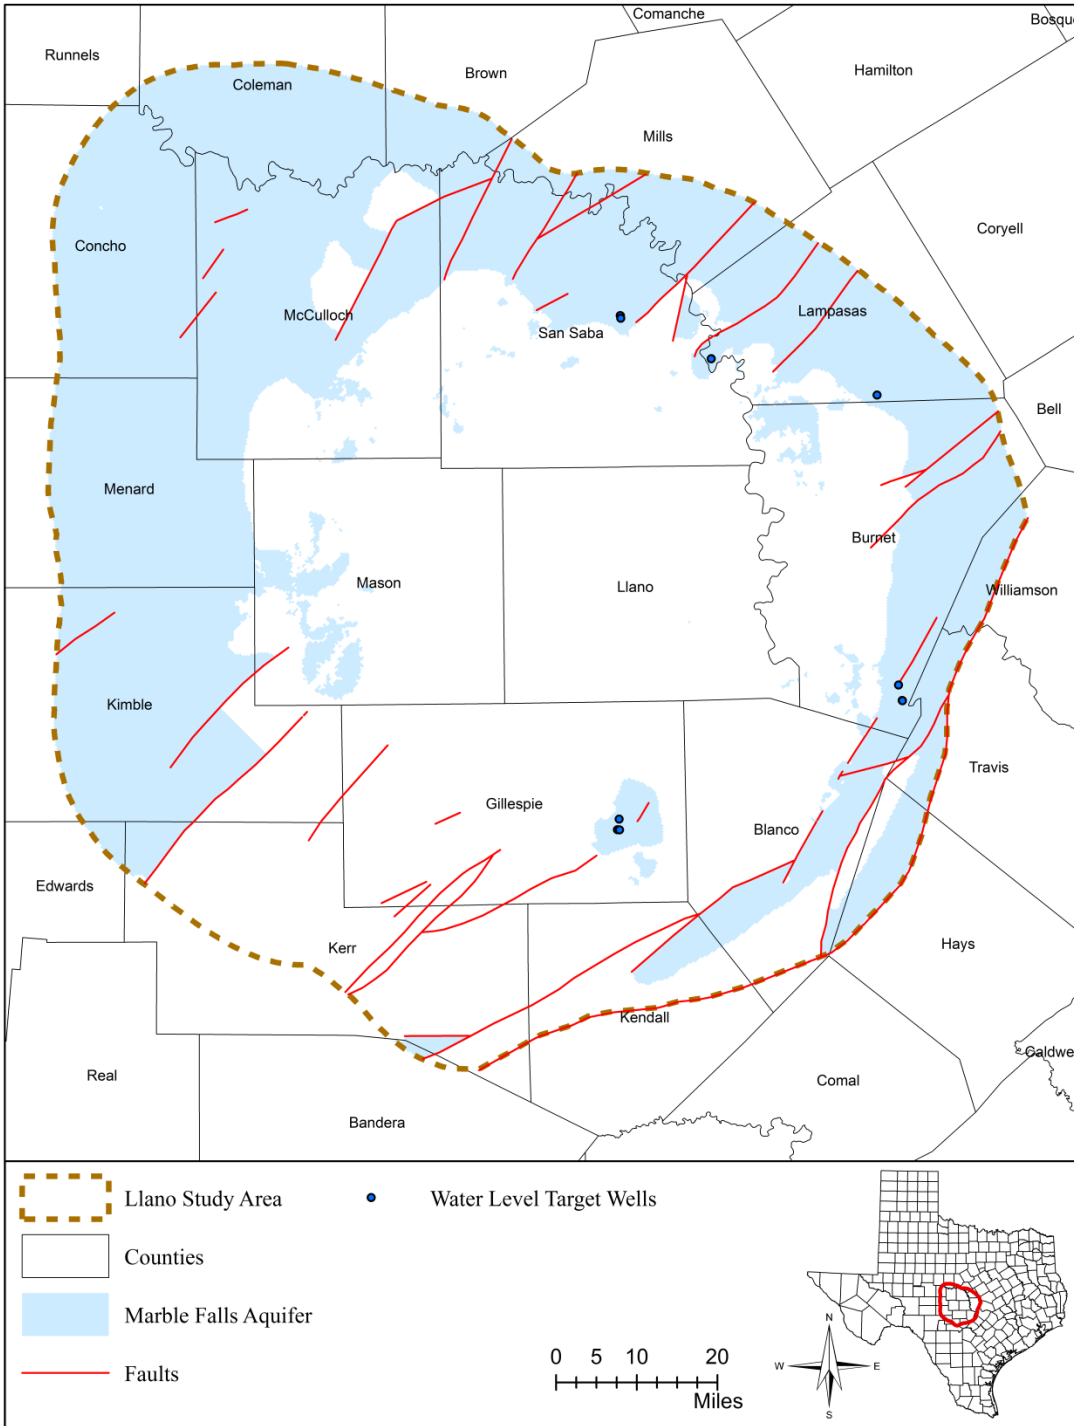 Comanche
Bosque
Runnels
Brown
Hamilton
Coleman
Mills
Coryell
Concho
McCulloch
San Saba
Lampasas
Bell
Menard
Burnet
Mason
Llano
Williamson
Kimble
Travis
Gillespie
Blanco
Edwards
Kerr
Hays
Kendall
Real
Comal
Bandera
Llano Study Area
Water Level Target Wells
Counties
Marble Falls Aquifer
Faults
0 5 10 20
Miles
N
W E
S